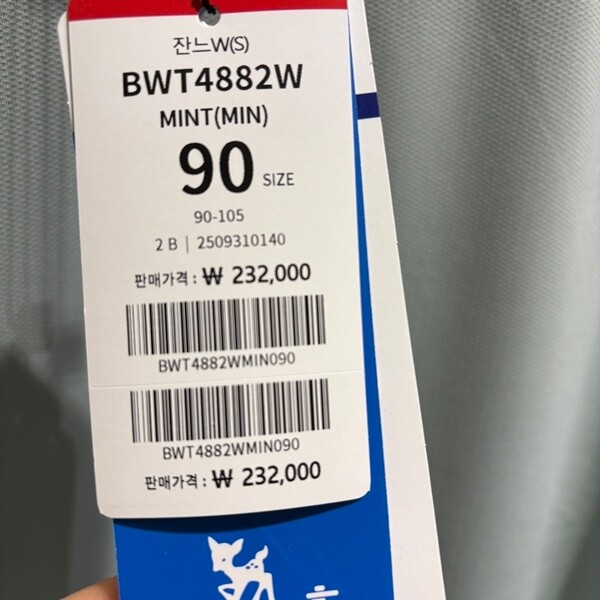 잔느W(S)
BWT4882W
MINT(MIN)
90 SIZE
90-105
2 B | 2509310140
판매가격 : ₩ 232,000
BWT4882WMIN090
BWT4882WMIN090
판매가격 : ₩ 232,000